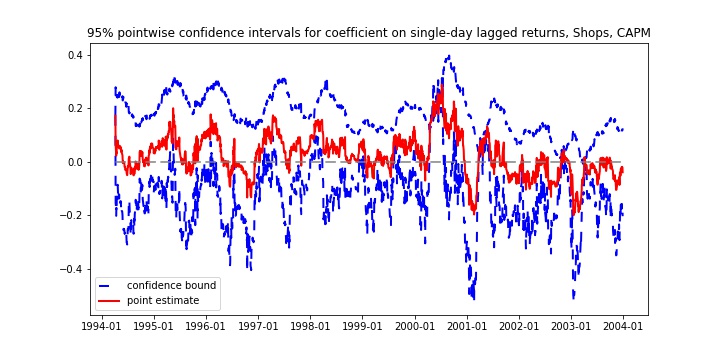 95% pointwise confidence intervals for coefficient on single-day lagged returns, Shops, CAPM
0.4
0.2
0.0
−0.2
−0.4
confidence bound
point estimate
1994-01 1995-01 1996-01 1997-01 1998-01 1999-01 2000-01 2001-01 2002-01 2003-01 2004-01